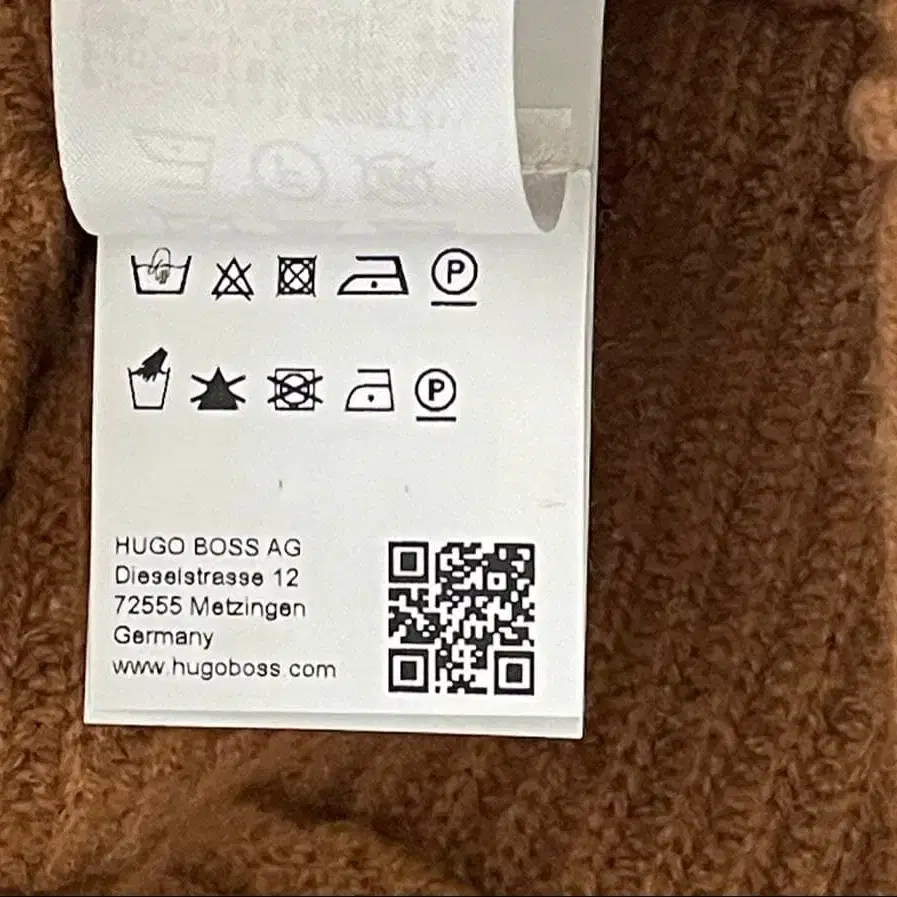 P
P
HUGO BOSS AG
Dieselstrasse 12
72555 Metzingen
Germany
www.hugoboss.com